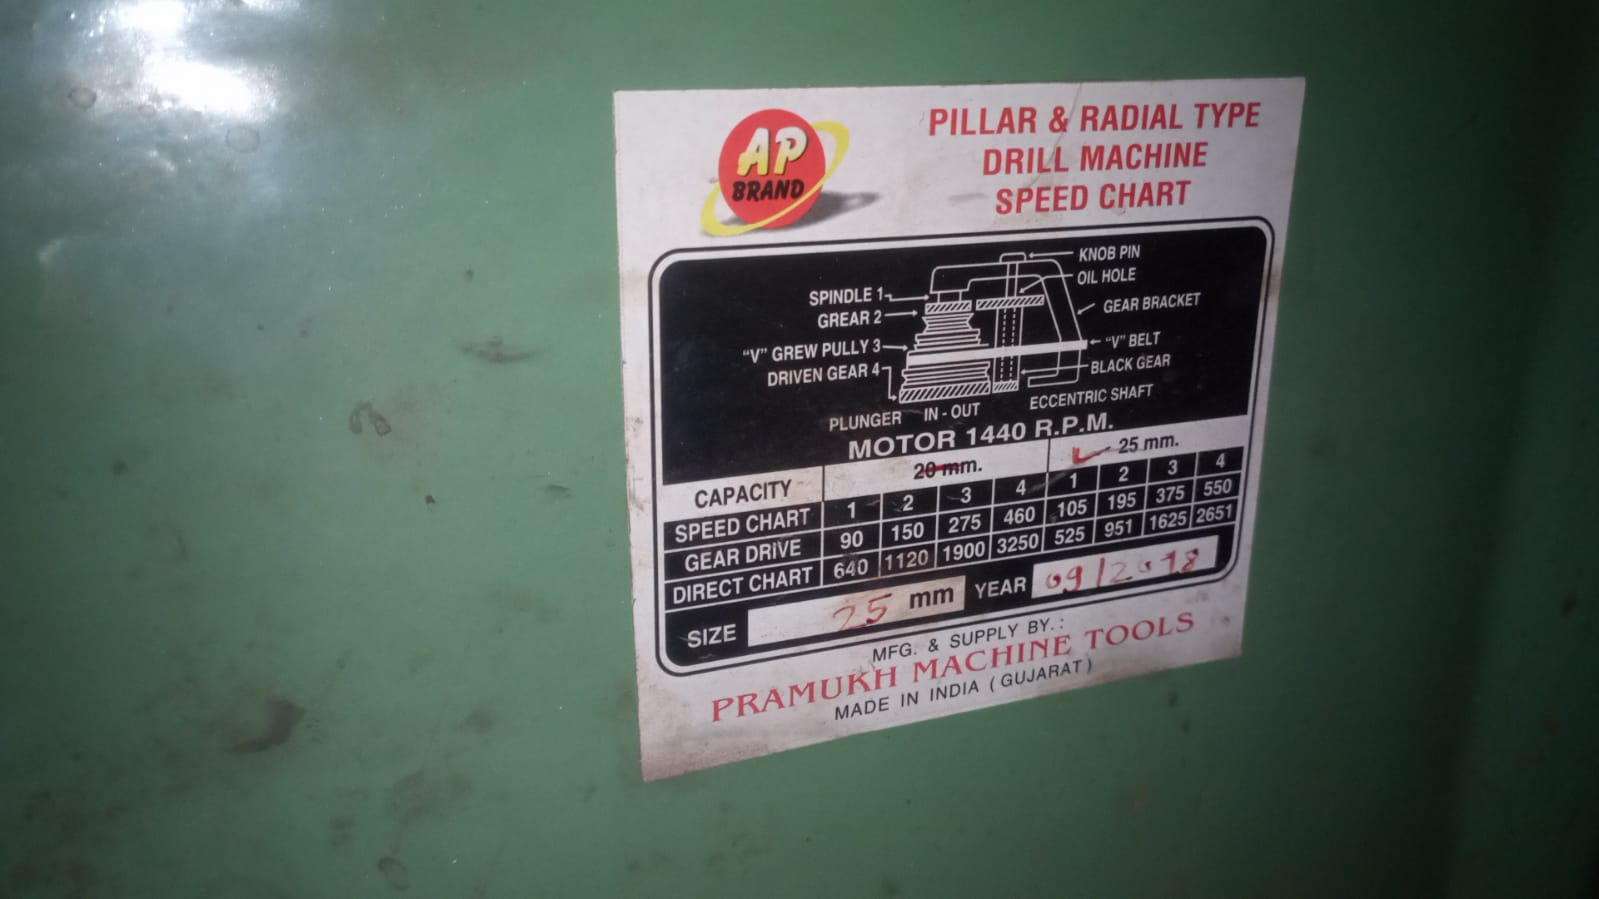 AP
BRAND
PILLAR & RADIAL TYPE
DRILL MACHINE
SPEED CHART
KNOB PIN
OIL HOLE
SPINDLE 1
GREAR 2
GEAR BRACKET
"V" GREW PULLY 3
"V" BELT
DRIVEN GEAR 4
BLACK GEAR
PLUNGER IN - OUT ECCENTRIC SHAFT
MOTOR 1440 R.P.M.
CAPACITY 20 mm. 25 mm.
SPEED CHART 1 2 3 4 1 2 3 4
GEAR DRIVE 90 150 275 460 105 195 375 550
DIRECT CHART 640 1120 1900 3250 525 951 1625 2651
SIZE 25 mm YEAR 09/2018
MFG. & SUPPLY BY. :
PRAMUKH MACHINE TOOLS
MADE IN INDIA ( GUJARAT )